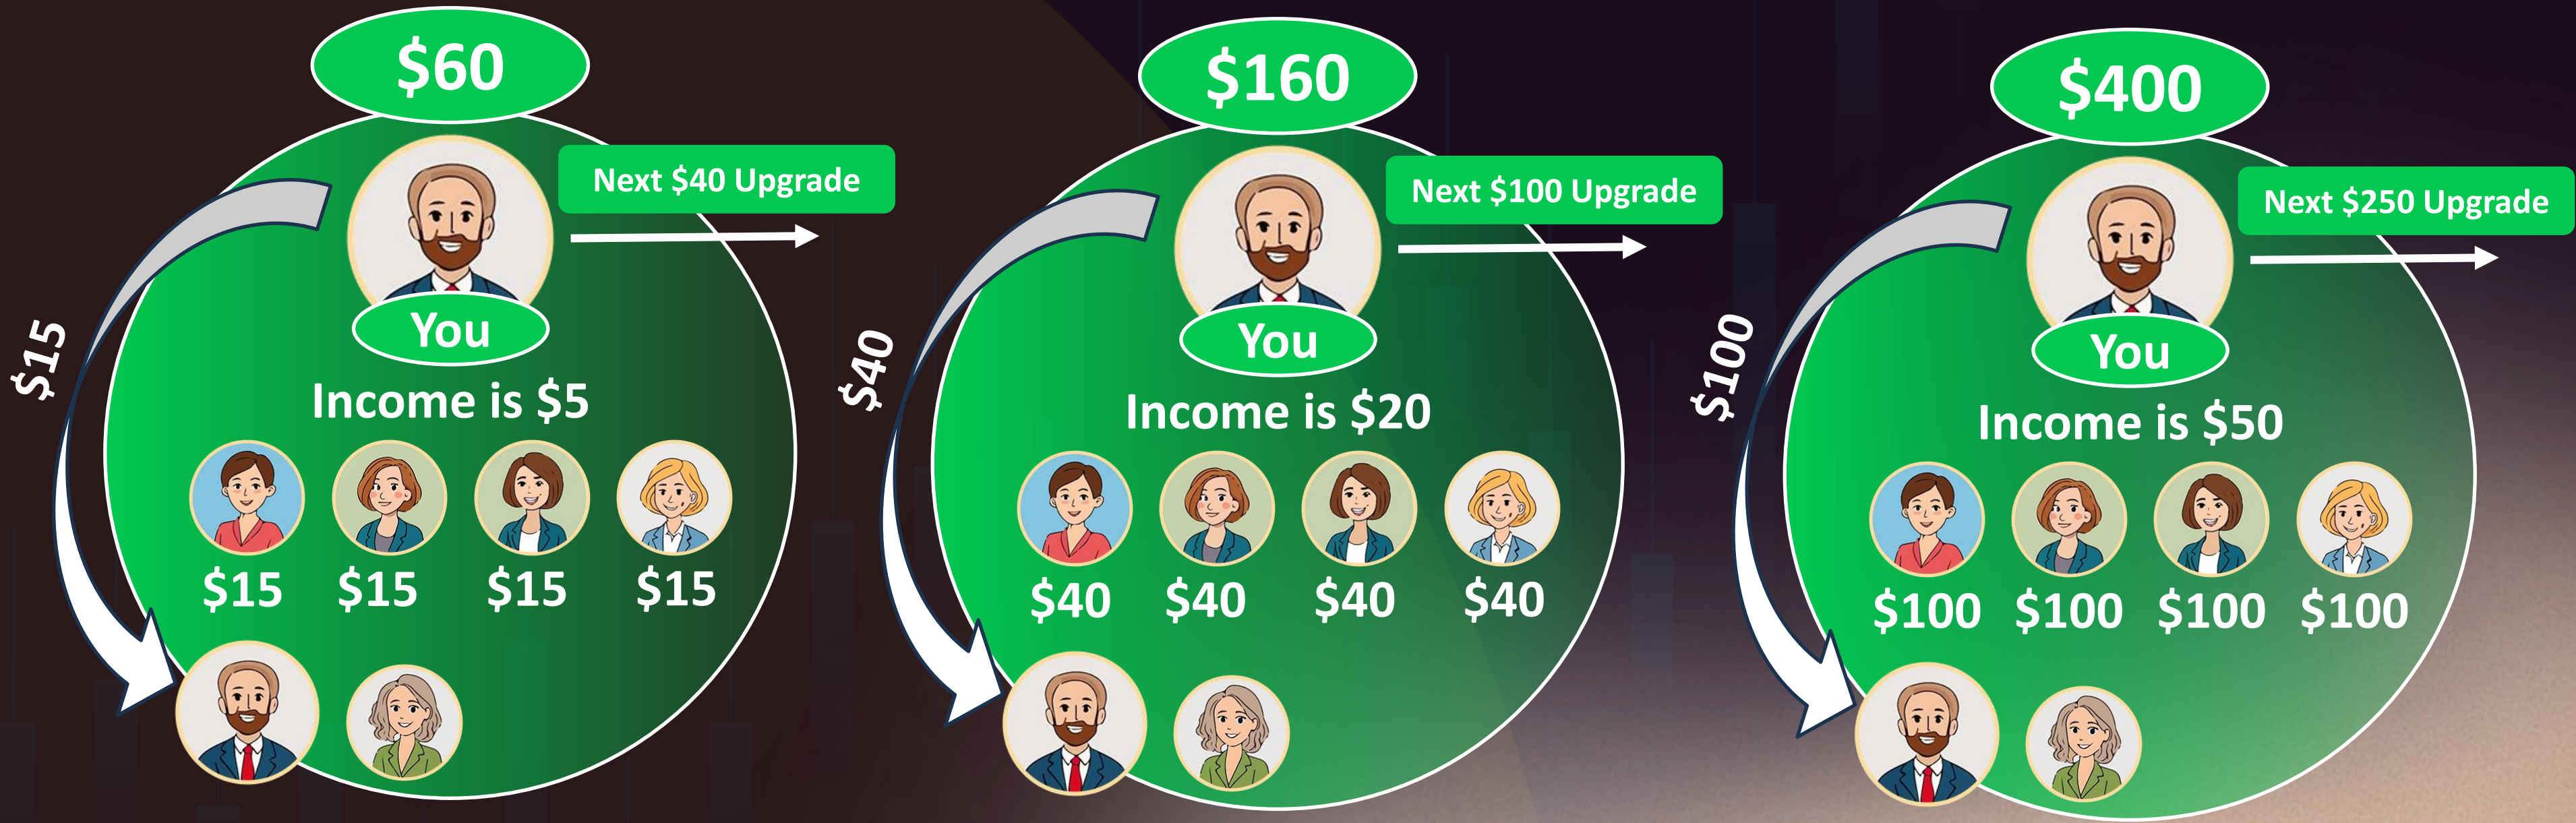 $60
Next $40 Upgrade
$15
You
Income is $5
$15 $15 $15 $15
$160
Next $100 Upgrade
$40
You
Income is $20
$40 $40 $40 $40
$400
Next $250 Upgrade
$100
You
Income is $50
$100 $100 $100 $100